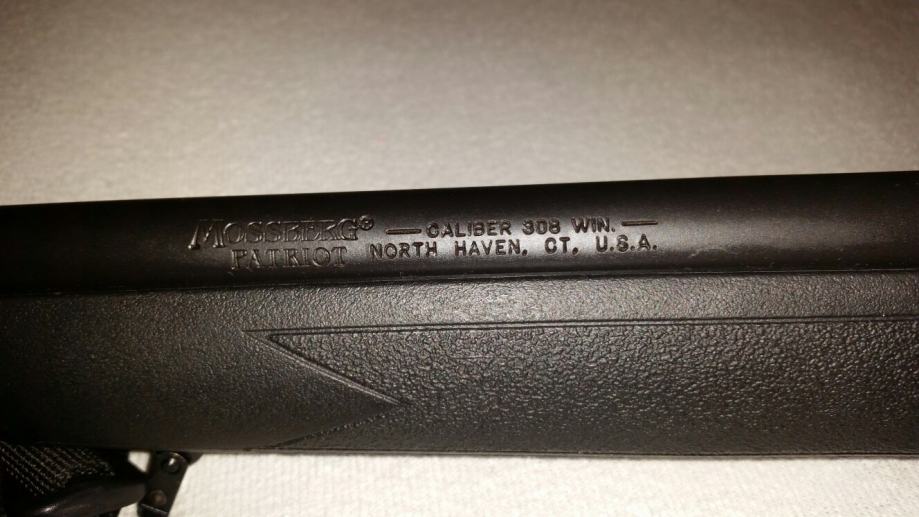 MOSSBERG® — CALIBER 308 WIN. —
PATRIOT NORTH HAVEN, CT, U.S.A.